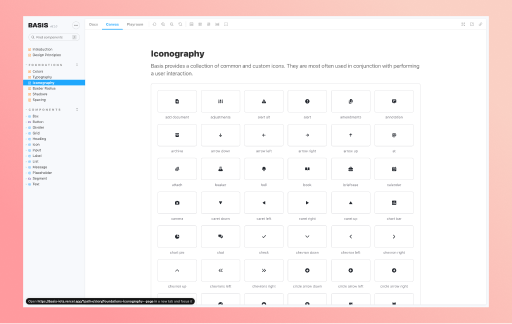 BASIS
Docs
Canvas
Find components
Introduction
Design Principles
FOUNDATIONS
Colors
Typography
Iconography
Border Radius
Shadows
Spacing
COMPONENTS
Box
Button
Divider
Grid
Heading
Icon
Input
Label
List
Message
Placeholder
Segment
Text
Iconography
Basis provides a collection of common and custom icons. They are most often used in conjunction with performing
a user interaction.
add document adjustments alert alt alert annotation
archive arrow down arrow left arrow right arrow up at
attach beaker bell book briefcase calendar
camera caret down caret left caret right caret up chart bar
chart pie chat check chevron down chevron left chevron right
chevron up chevrons left chevrons right circle arrow down circle arrow left circle arrow right